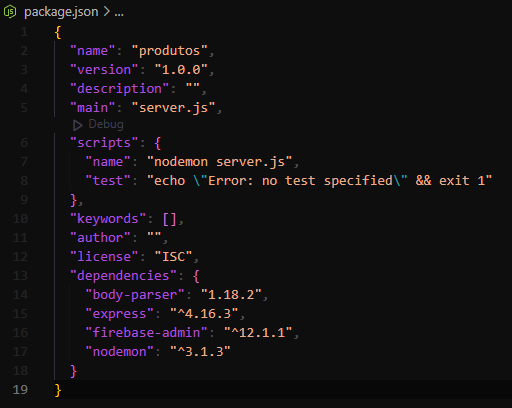 JS package.json > ...
1 {
2 "name": "produtos",
3 "version": "1.0.0",
4 "description": "",
5 "main": "server.js",
Debug
6 "scripts": {
7 "name": "nodemon server.js",
8 "test": "echo \"Error: no test specified\" && exit 1"
9 },
10 "keywords": [],
11 "author": "",
12 "license": "ISC",
13 "dependencies": {
14 "body-parser": "1.18.2",
15 "express": "^4.16.3",
16 "firebase-admin": "^12.1.1",
17 "nodemon": "^3.1.3"
18 }
19 }